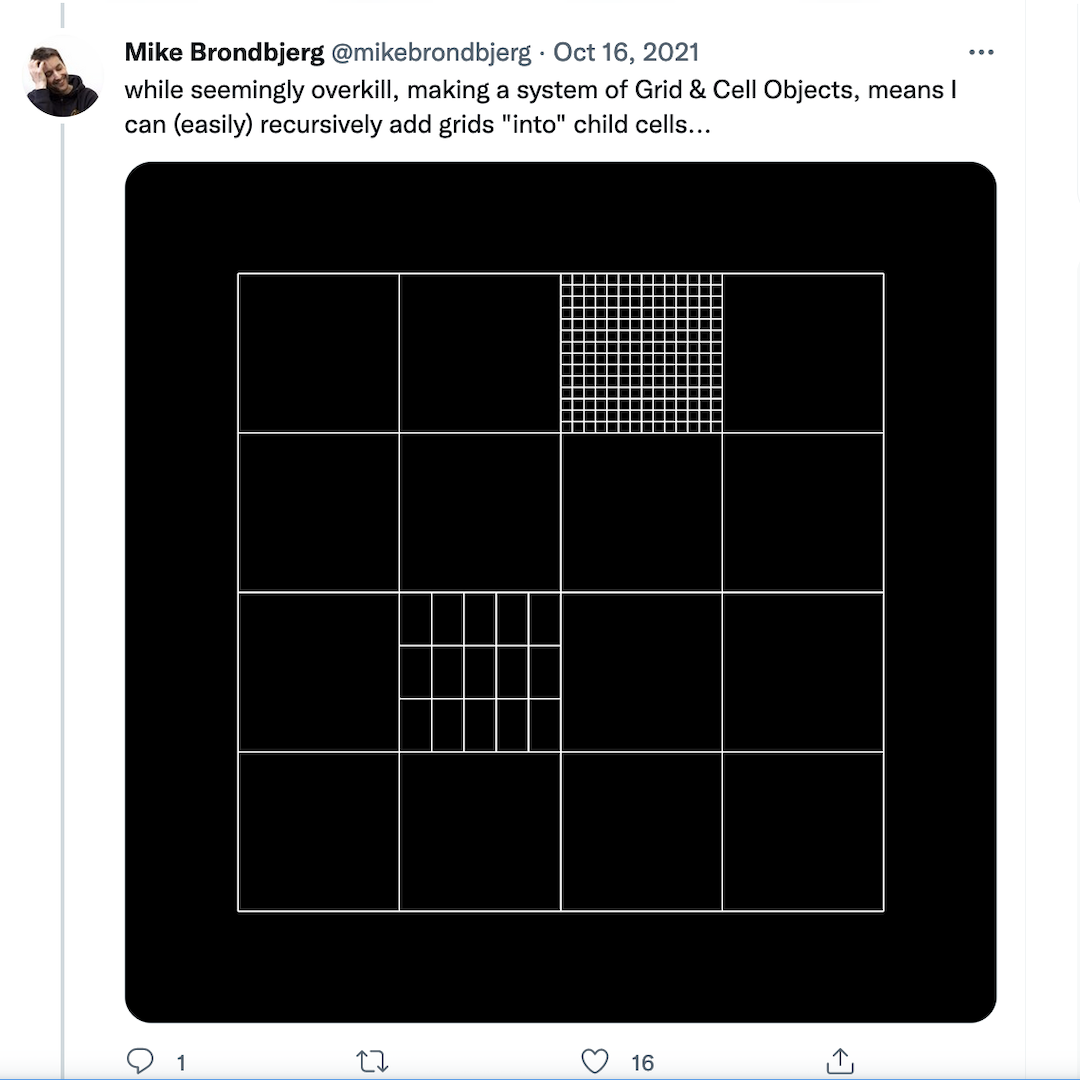 Mike Brondbjerg @mikebrondbjerg · Oct 16, 2021
while seemingly overkill, making a system of Grid & Cell Objects, means I
can (easily) recursively add grids "into" child cells...
1 16